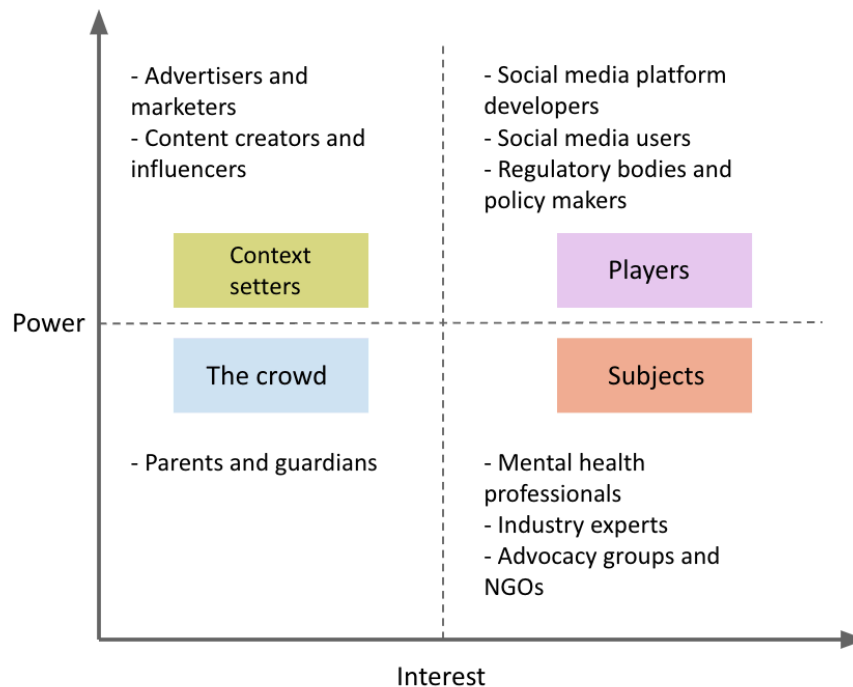 - Advertisers and
marketers
- Content creators and
influencers
- Social media platform
developers
- Social media users
- Regulatory bodies and
policy makers
Context
setters
Players
Power
The crowd
Subjects
- Parents and guardians
- Mental health
professionals
- Industry experts
- Advocacy groups and
NGOs
Interest